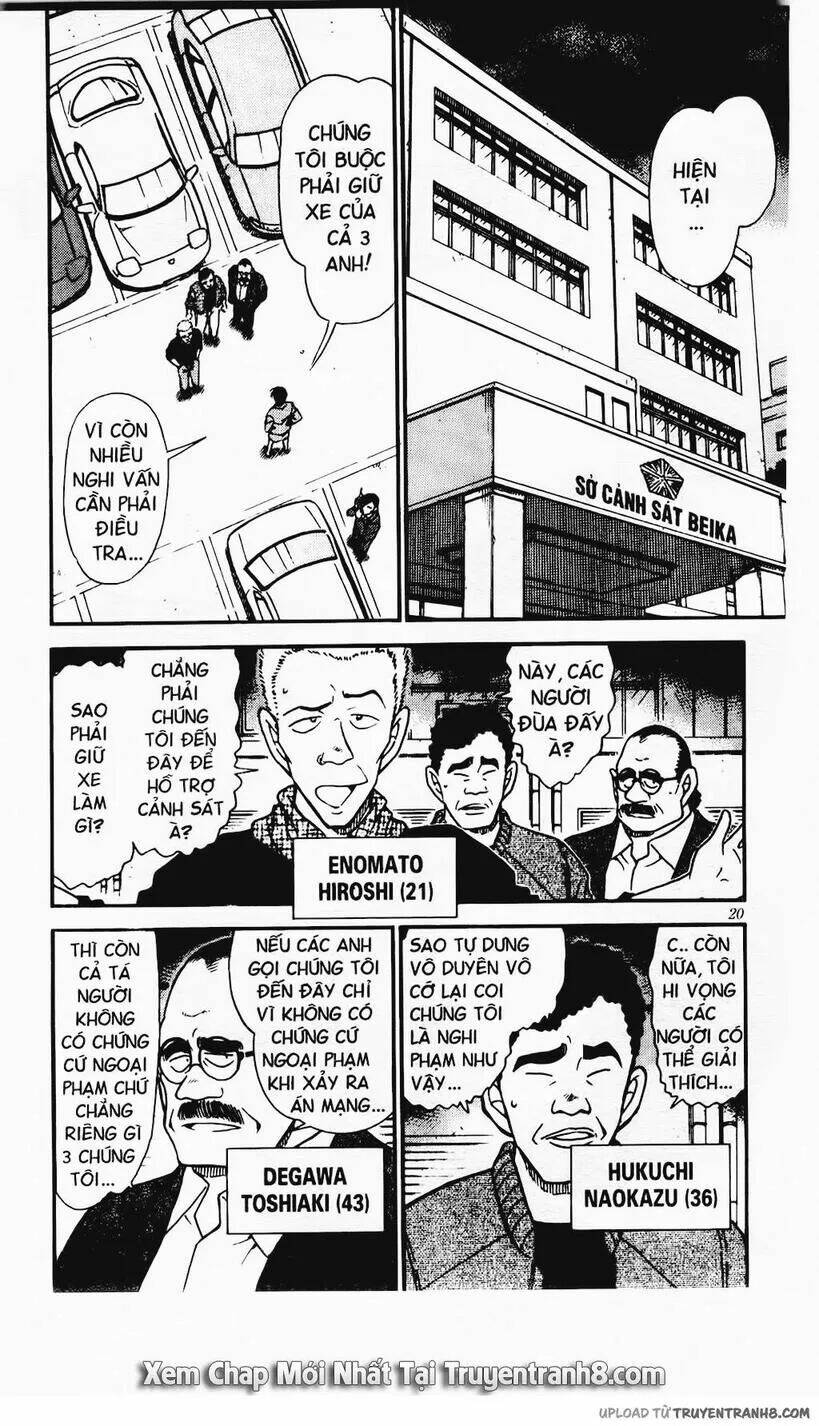 HIỆN
TẠI
...
SỞ CẢNH SÁT BEIKA
CHÚNG
TÔI BUỘC
PHẢI GIỮ
XE CỦA
CẢ 3
ANH!
VÌ CÒN
NHIỀU
NGHI VẤN
CẦN PHẢI
ĐIỀU
TRA...
NÀY, CÁC
NGƯỜI
ĐÙA ĐẤY
À?
CHẲNG
PHẢI
CHÚNG
TÔI ĐẾN
ĐÂY ĐỂ
HỖ TRỢ
CẢNH SÁT
À?
SAO
PHẢI
GIỮ
XE
LÀM
GÌ?
ENOMATO
HIROSHI (21)
20
C.. CÒN
NỮA, TÔI
HI VỌNG
CÁC
NGƯỜI CÓ
THỂ GIẢI
THÍCH...
SAO TỰ DƯNG
VÔ DUYÊN VÔ
CỚ LẠI COI
CHÚNG TÔI
LÀ NGHI
PHẠM NHƯ
VẬY...
HUKUCHI
NAOKAZU (36)
NẾU CÁC ANH
GỌI CHÚNG TÔI
ĐẾN ĐÂY CHỈ
VÌ KHÔNG CÓ
CHỨNG CỨ
NGOẠI PHẠM
KHI XẢY RA
ÁN MẠNG...
THÌ CÒN
CẢ TÁ
NGƯỜI
KHÔNG
CÓ CHỨNG
CỨ NGOẠI
PHẠM CHỨ
CHẲNG
RIÊNG GÌ
3 CHÚNG
TÔI...
DEGAWA
TOSHIAKI (43)
Xem Chap Mới Nhất Tại Truyentranh8.com
UPLOAD TỪ TRUYENTRANH8.COM